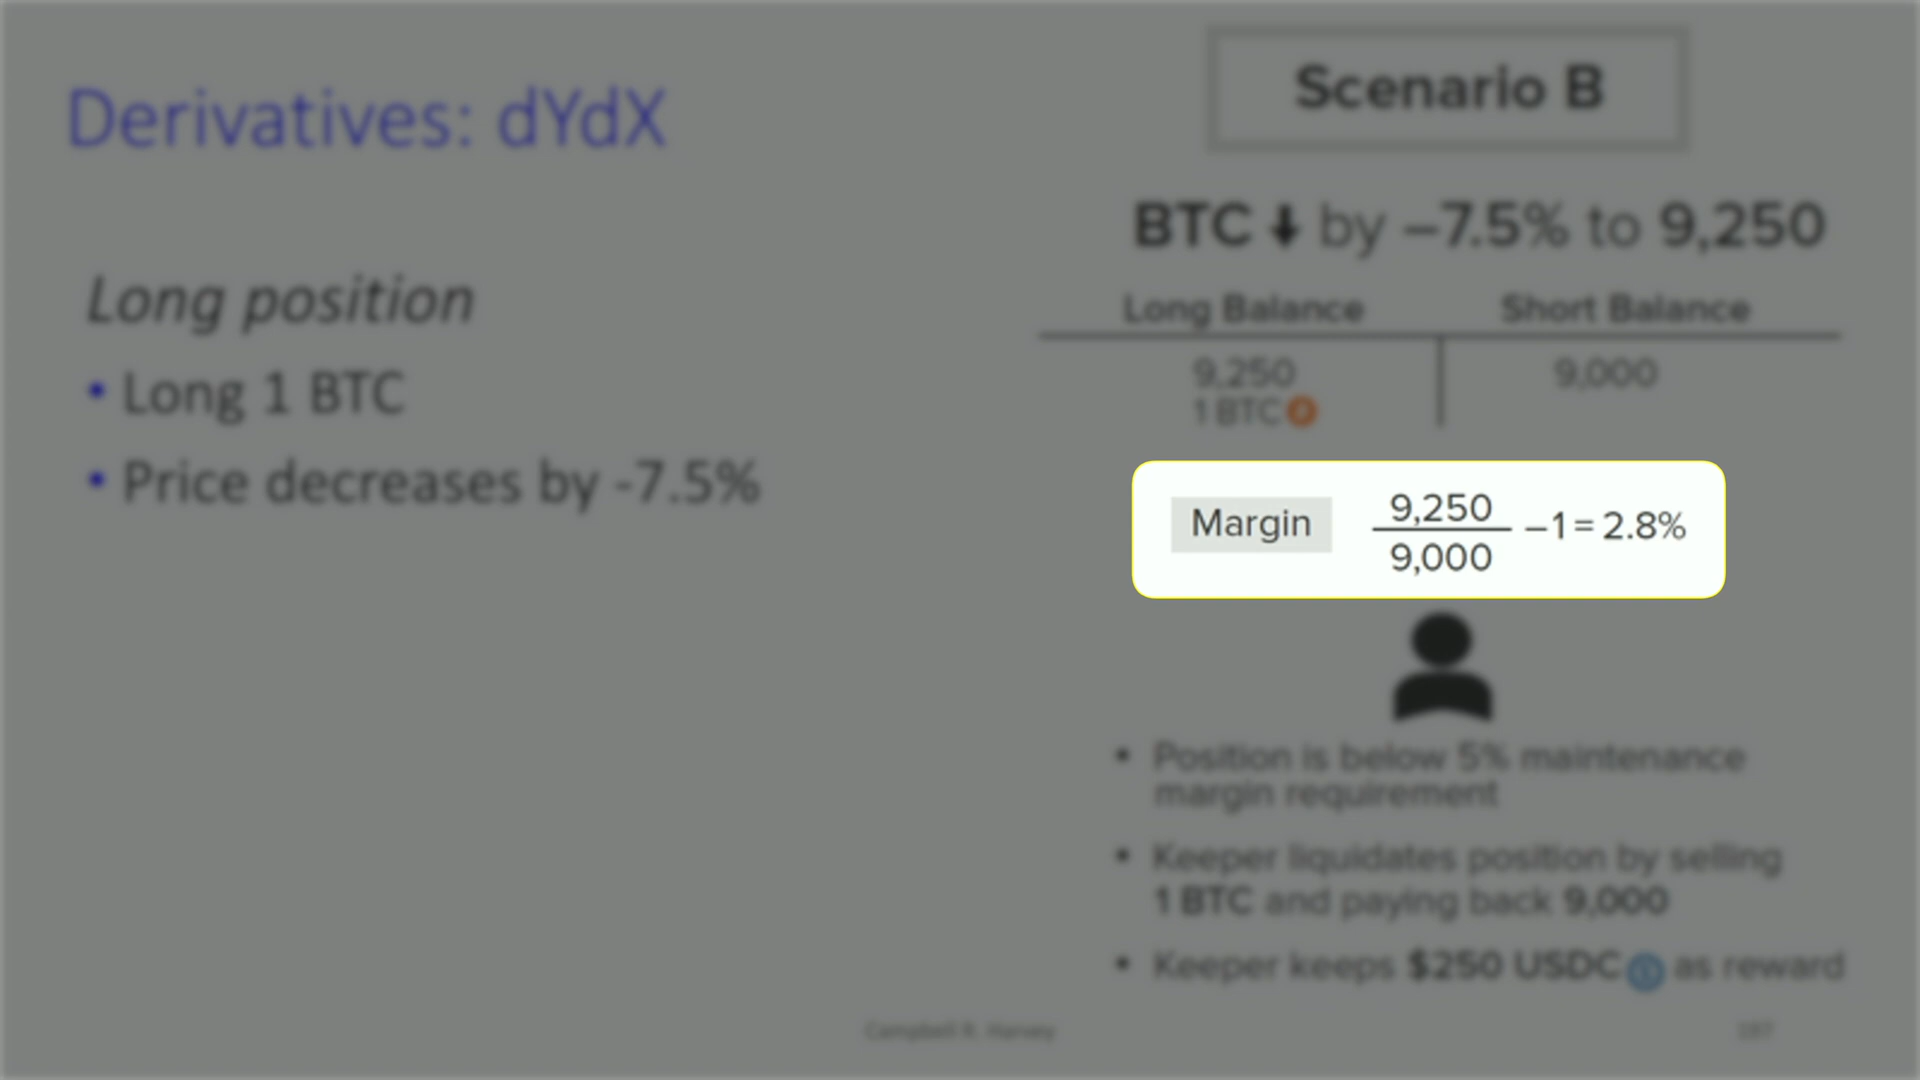 Derivatives: dYdX
Long position
• Long 1 BTC
• Price decreases by -7.5%
Scenario B
BTC ↓ by –7.5% to 9,250
Long Balance Short Balance
9,250 9,000
1 BTC
Margin 9,250 / 9,000 –1 = 2.8%
• Position is below 5% maintenance
margin requirement
• Keeper liquidates position by selling
1 BTC and paying back 9,000
• Keeper keeps $250 USDC as reward
Campbell R. Harvey